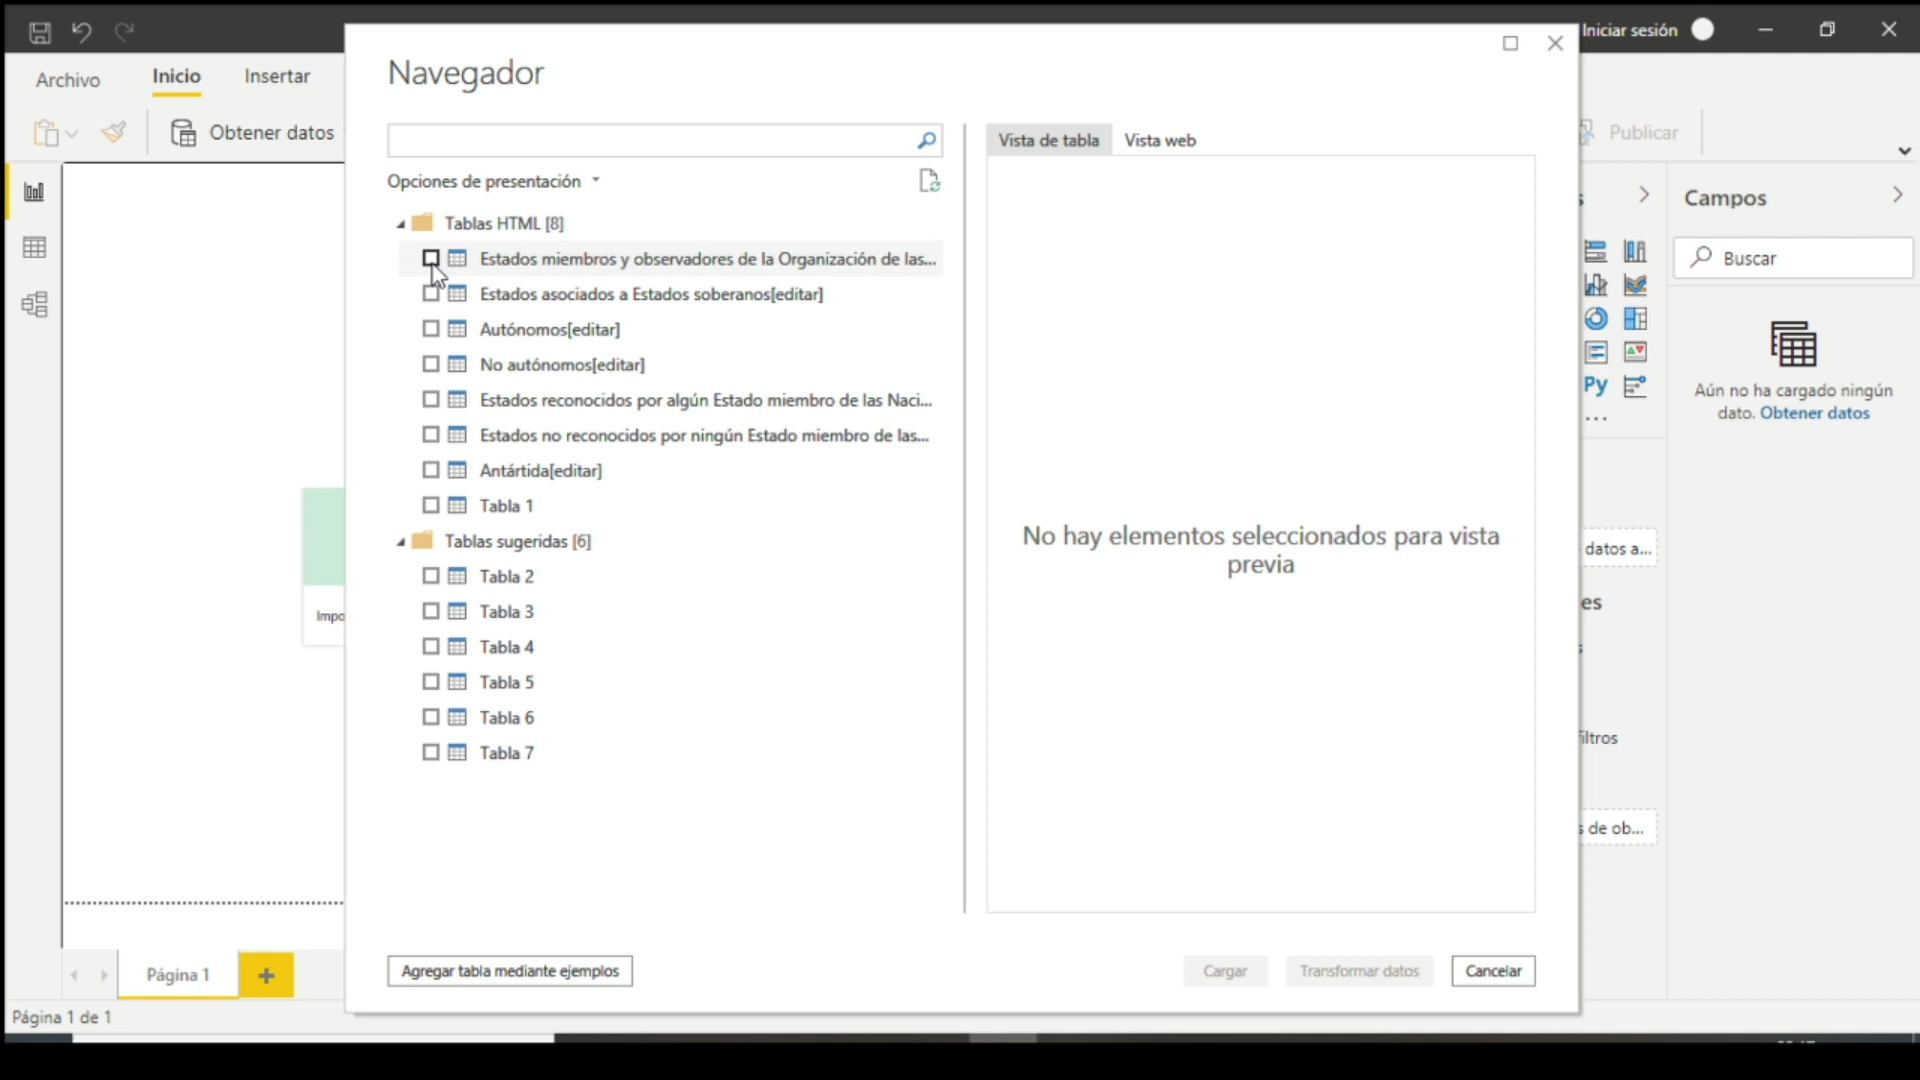 Iniciar sesión
Archivo
Inicio
Insertar
Obtener datos
Publicar
Navegador
Opciones de presentación
Tablas HTML [8]
Estados miembros y observadores de la Organización de las...
Estados asociados a Estados soberanos[editar]
Autónomos[editar]
No autónomos[editar]
Estados reconocidos por algún Estado miembro de las Naci...
Estados no reconocidos por ningún Estado miembro de las...
Antártida[editar]
Tabla 1
Tablas sugeridas [6]
Tabla 2
Tabla 3
Tabla 4
Tabla 5
Tabla 6
Tabla 7
Agregar tabla mediante ejemplos
Vista de tabla
Vista web
No hay elementos seleccionados para vista
previa
Cargar
Transformar datos
Cancelar
Impo
Py
datos a...
es
filtros
s de ob...
Campos
Buscar
Aún no ha cargado ningún
dato. Obtener datos
Página 1
Página 1 de 1